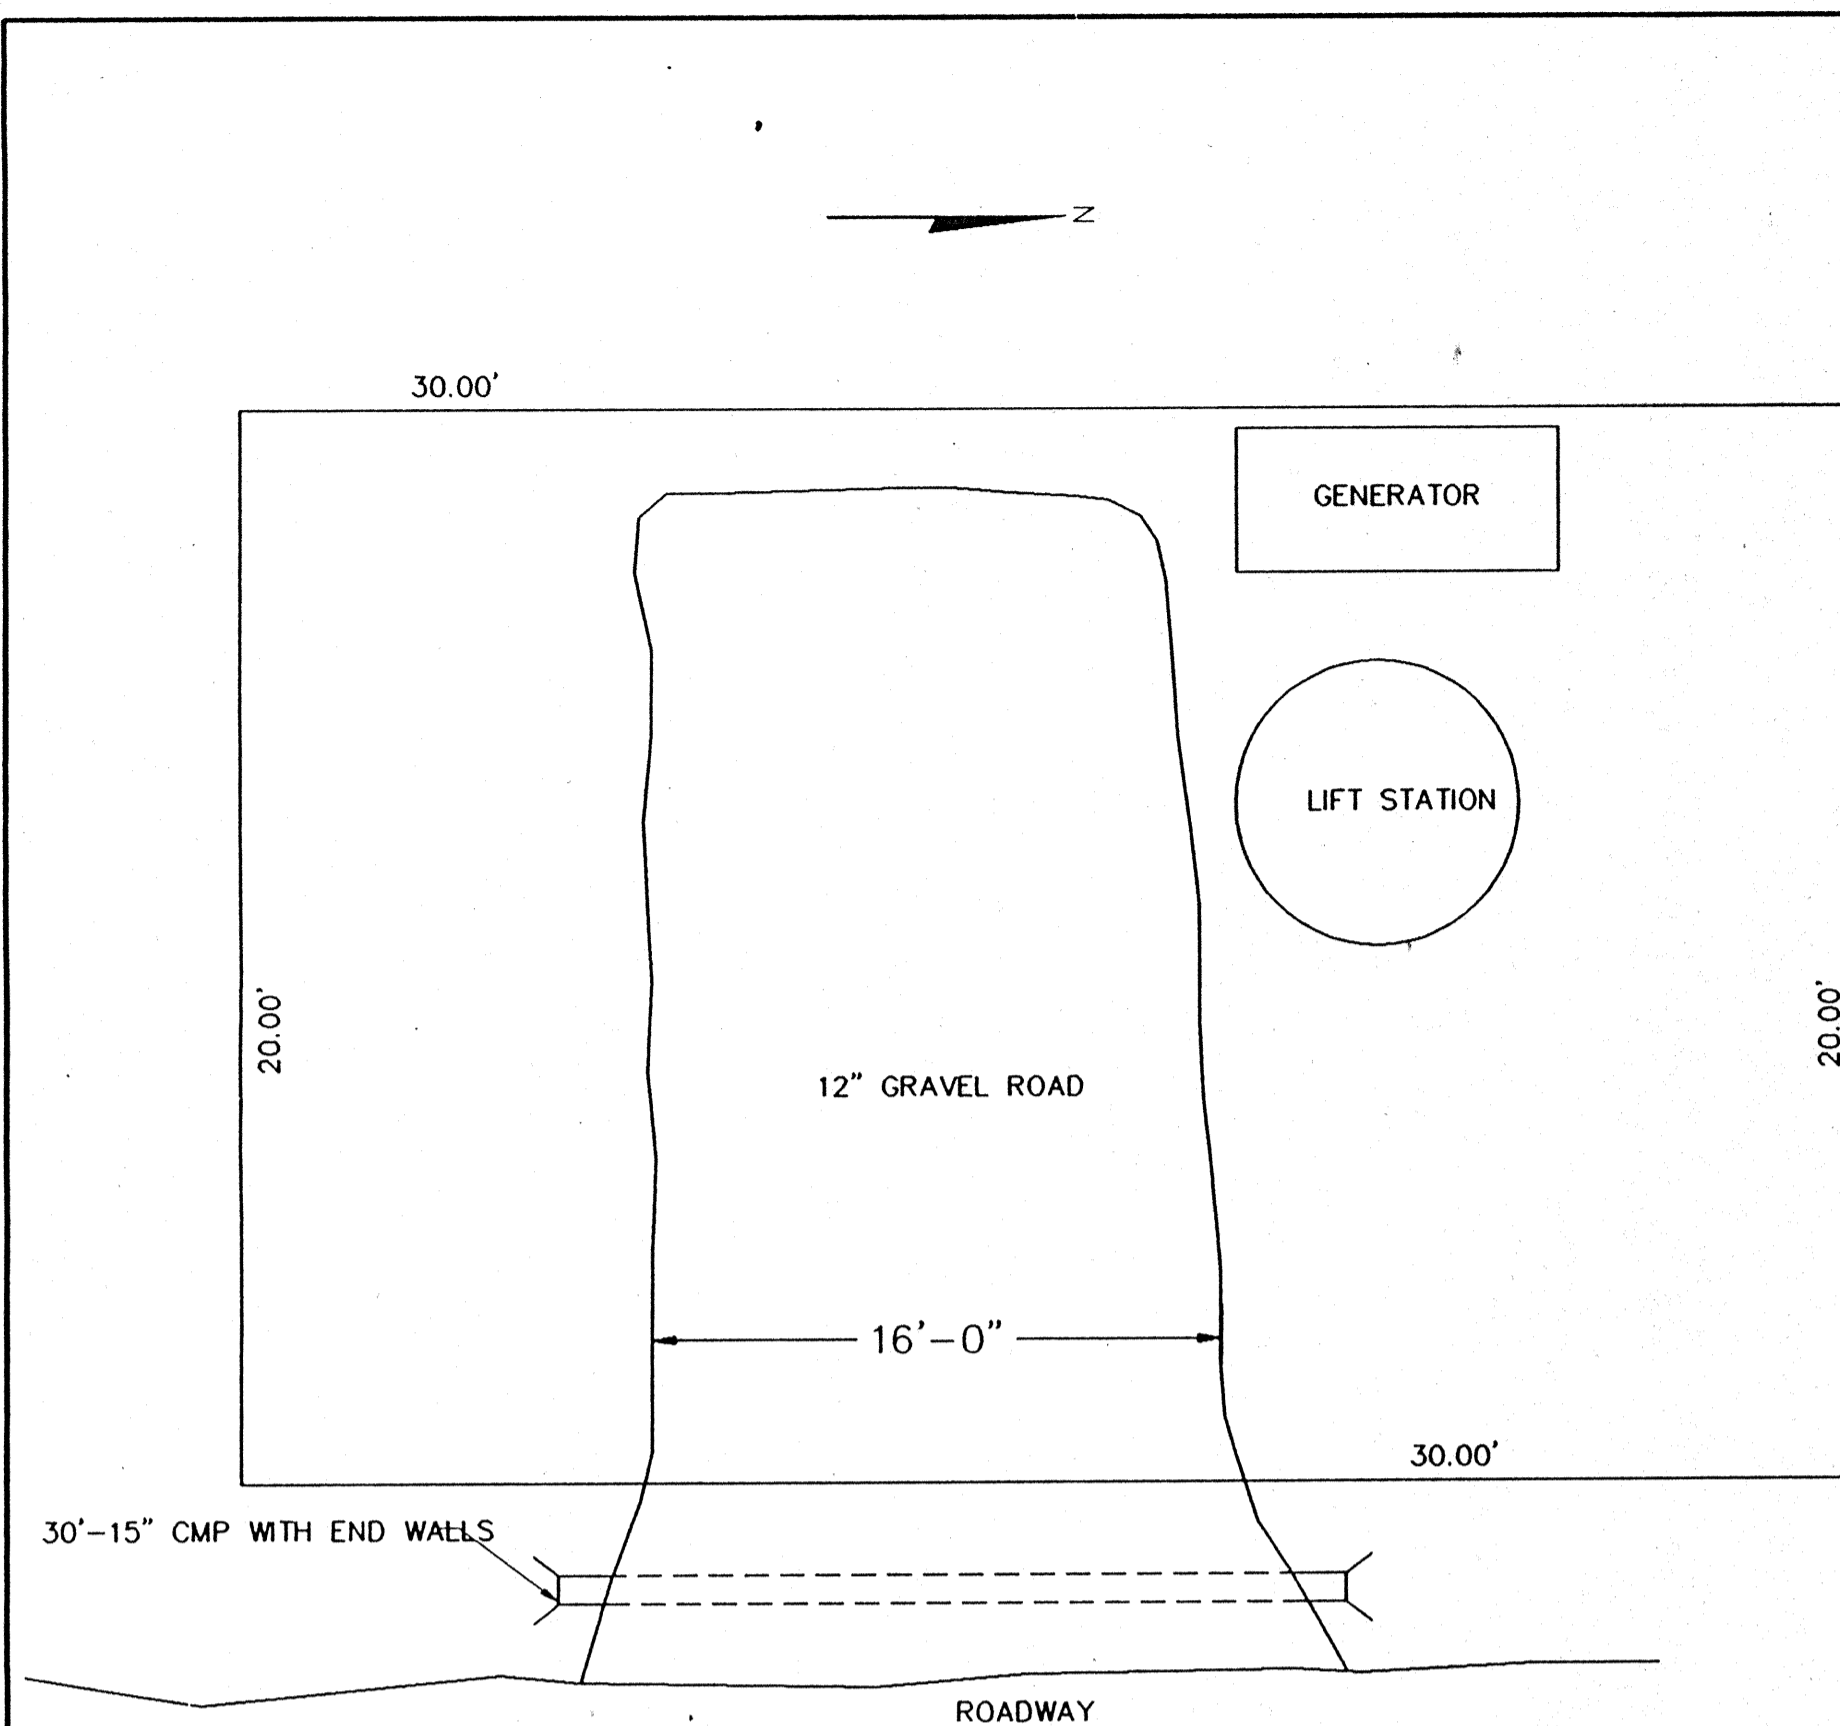 N
30.00'
GENERATOR
LIFT STATION
20.00'
20.00'
12" GRAVEL ROAD
16'-0"
30.00'
30'-15" CMP WITH END WALLS
ROADWAY